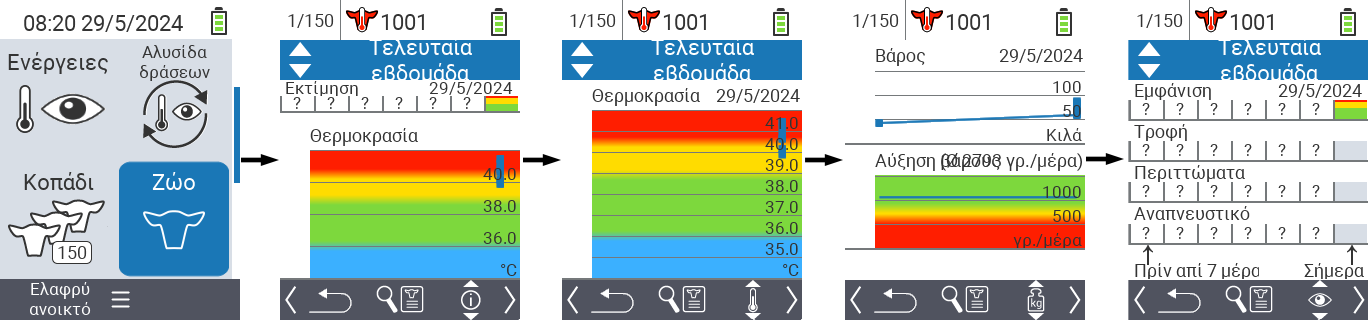 08:20 29/5/2024
Ενέργειες
Αλυσίδα
δράσεων
Κοπάδι
150
Ζώο
Ελαφρύ
ανοικτό
1/150
1001
Τελευταία
εβδομάδα
Εκτίμηση 29/5/2024
? ? ? ? ? ?
Θερμοκρασία
40.0
38.0
36.0
°C
1/150
1001
Τελευταία
εβδομάδα
Θερμοκρασία 29/5/2024
41.0
40.0
39.0
38.0
37.0
36.0
35.0
°C
1/150
1001
Βάρος 29/5/2024
100
50
Κιλά
Αύξηση βάρους γρ./μέρα)
1000
500
γρ./μέρα
1/150
1001
Τελευταία
εβδομάδα
Εμφάνιση 29/5/2024
? ? ? ? ? ?
Τροφή
? ? ? ? ? ?
Περιττώματα
? ? ? ? ? ?
Αναπνευστικό
? ? ? ? ? ?
Πρίν απί 7 μέρο Σήμερα
kg